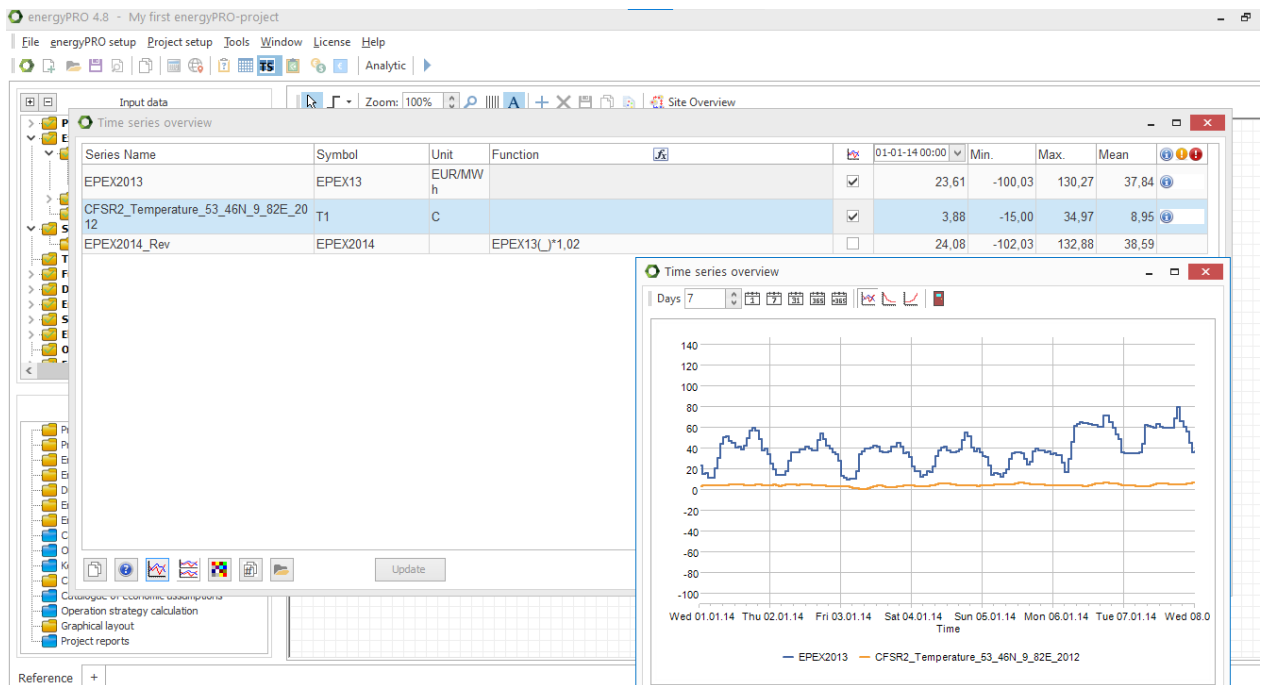 energyPRO 4.8 - My first energyPRO-project
File energyPRO setup Project setup Tools Window License Help
TS Analytic
Input data
Zoom: 100% A Site Overview
Time series overview
Series Name Symbol Unit Function fx 01-01-14 00:00 Min. Max. Mean
EPEX2013 EPEX13 EUR/MWh 23,61 -100,03 130,27 37,84
CFSR2_Temperature_53_46N_9_82E_2012 T1 C 3,88 -15,00 34,97 8,95
EPEX2014_Rev EPEX2014 EPEX13(_)*1,02 24,08 -102,03 132,88 38,59
Time series overview
Days 7 1 7 31 365
140
120
100
80
60
40
20
0
-20
-40
-60
-80
-100
Wed 01.01.14 Thu 02.01.14 Fri 03.01.14 Sat 04.01.14 Sun 05.01.14 Mon 06.01.14 Tue 07.01.14 Wed 08.0
Time
EPEX2013 CFSR2_Temperature_53_46N_9_82E_2012
Update
Catalogue of economic assumptions
Operation strategy calculation
Graphical layout
Project reports
Reference +